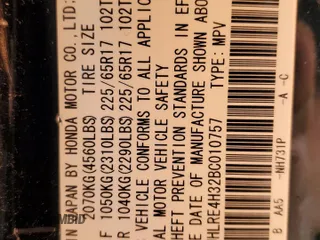 IN JAPAN BY HONDA MOTOR CO.,LTD.
2070KG(4560LBS) TIRE SIZE
F 1050KG(2310LBS) 225/65R17 102T
R 1040KG(2290LBS) 225/65R17 102T
VEHICLE CONFORMS TO ALL APPLIC
AL MOTOR VEHICLE SAFETY
HEFT PREVENTION STANDARDS IN EF
DATE OF MANUFACTURE SHOWN ABO
HLRE4H32BC010757 TYPE: MPV
B AA5 -NH731P -A -C